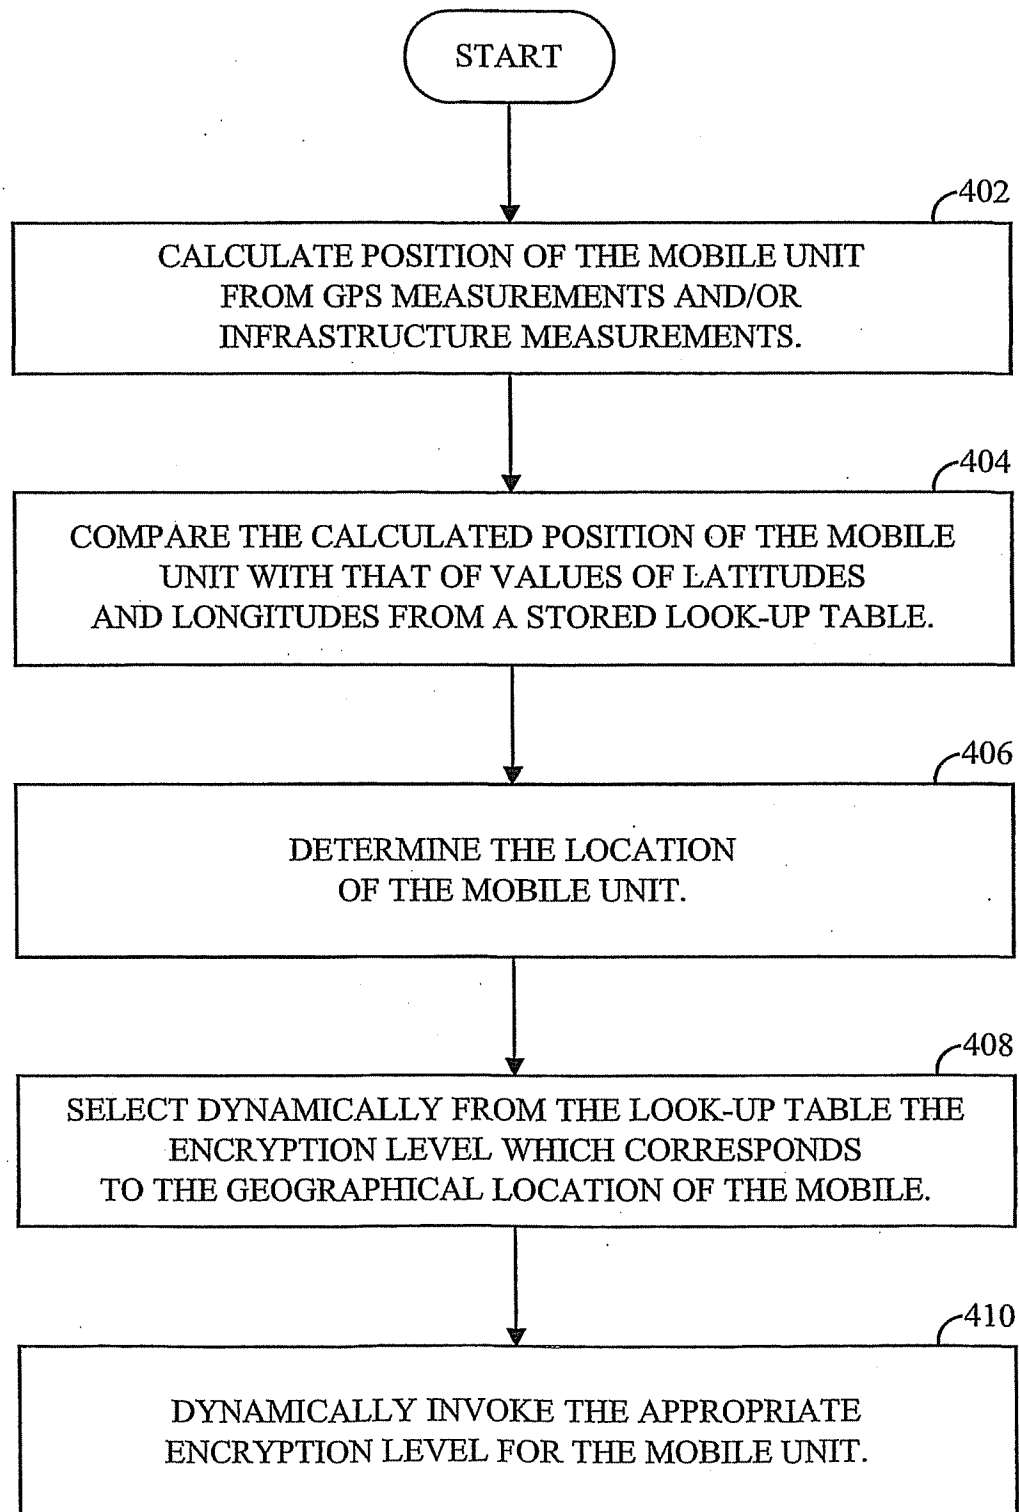 START
402
CALCULATE POSITION OF THE MOBILE UNIT
FROM GPS MEASUREMENTS AND/OR
INFRASTRUCTURE MEASUREMENTS.
404
COMPARE THE CALCULATED POSITION OF THE MOBILE
UNIT WITH THAT OF VALUES OF LATITUDES
AND LONGITUDES FROM A STORED LOOK-UP TABLE.
406
DETERMINE THE LOCATION
OF THE MOBILE UNIT.
408
SELECT DYNAMICALLY FROM THE LOOK-UP TABLE THE
ENCRYPTION LEVEL WHICH CORRESPONDS
TO THE GEOGRAPHICAL LOCATION OF THE MOBILE.
410
DYNAMICALLY INVOKE THE APPROPRIATE
ENCRYPTION LEVEL FOR THE MOBILE UNIT.